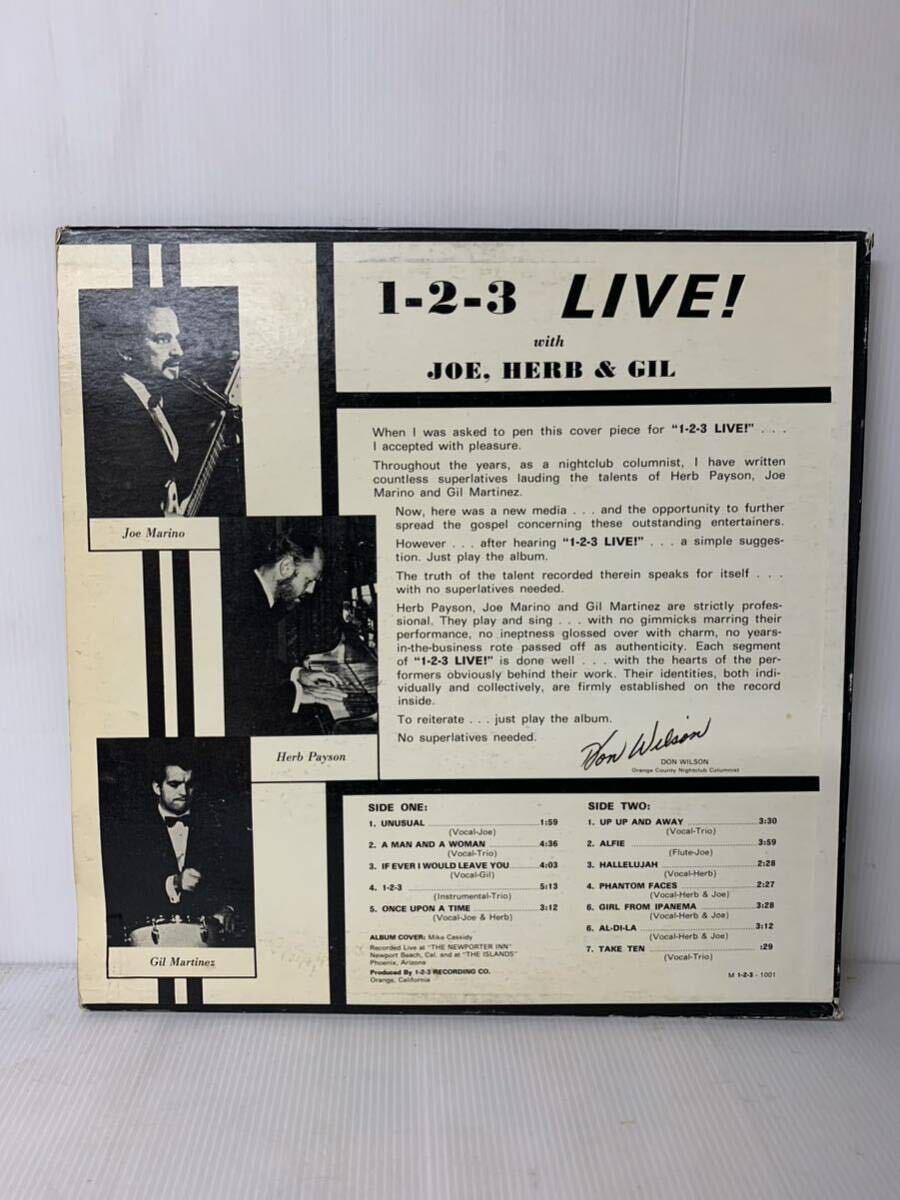 1-2-3 LIVE!
with
JOE, HERB & GIL
Joe Marino
Herb Payson
Gil Martinez
When I was asked to pen this cover piece for "1-2-3 LIVE!" . . .
I accepted with pleasure.
Throughout the years, as a nightclub columnist, I have written
countless superlatives lauding the talents of Herb Payson, Joe
Marino and Gil Martinez.
Now, here was a new media . . . and the opportunity to further
spread the gospel concerning these outstanding entertainers.
However . . . after hearing "1-2-3 LIVE!" . . . a simple sugges-
tion. Just play the album.
The truth of the talent recorded therein speaks for itself . . .
with no superlatives needed.
Herb Payson, Joe Marino and Gil Martinez are strictly profes-
sional. They play and sing . . . with no gimmicks marring their
performance, no ineptness glossed over with charm, no years-
in-the-business rote passed off as authenticity. Each segment
of "1-2-3 LIVE!" is done well . . . with the hearts of the per-
formers obviously behind their work. Their identities, both indi-
vidually and collectively, are firmly established on the record
inside.
To reiterate . . . just play the album.
No superlatives needed.
Don Wilson
DON WILSON
Orange County Nightclub Columnist
SIDE ONE:
1. UNUSUAL 1:59
(Vocal-Joe)
2. A MAN AND A WOMAN 4:36
(Vocal-Trio)
3. IF EVER I WOULD LEAVE YOU 4:03
(Vocal-Gil)
4. 1-2-3 5:13
(Instrumental-Trio)
5. ONCE UPON A TIME 3:12
(Vocal-Joe & Herb)
ALBUM COVER: Mike Cassidy
Recorded Live at "THE NEWPORTER INN"
Newport Beach, Cal. and at "THE ISLANDS"
Phoenix, Arizona
Produced By 1-2-3 RECORDING CO.
Orange, California
SIDE TWO:
1. UP UP AND AWAY 3:30
(Vocal-Trio)
2. ALFIE 3:59
(Flute-Joe)
3. HALLELUJAH 2:28
(Vocal-Herb)
4. PHANTOM FACES 2:27
(Vocal-Herb & Joe)
6. GIRL FROM IPANEMA 3:28
(Vocal-Herb & Joe)
6. AL-DI-LA 3:12
(Vocal-Herb & Joe)
7. TAKE TEN :29
(Vocal-Trio)
M 1-2-3 - 1001